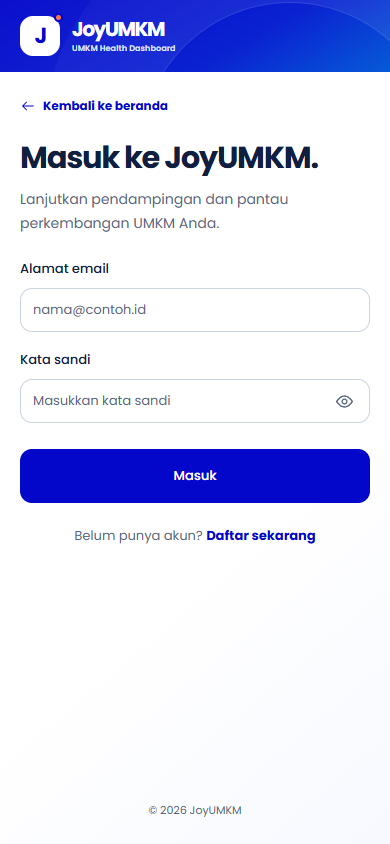 J
JoyUMKM
UMKM Health Dashboard
← Kembali ke beranda
Masuk ke JoyUMKM.
Lanjutkan pendampingan dan pantau
perkembangan UMKM Anda.
Alamat email
nama@contoh.id
Kata sandi
Masukkan kata sandi
Masuk
Belum punya akun? Daftar sekarang
© 2026 JoyUMKM